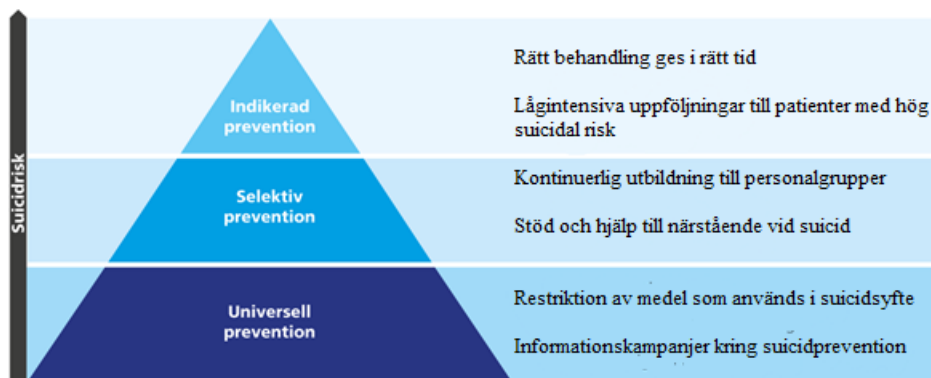 Suicidrisk
Indikerad
prevention
Rätt behandling ges i rätt tid
Lågintensiva uppföljningar till patienter med hög
suicidal risk
Selektiv
prevention
Kontinuerlig utbildning till personalgrupper
Stöd och hjälp till närstående vid suicid
Universell
prevention
Restriktion av medel som används i suicidsyfte
Informationskampanjer kring suicidprevention